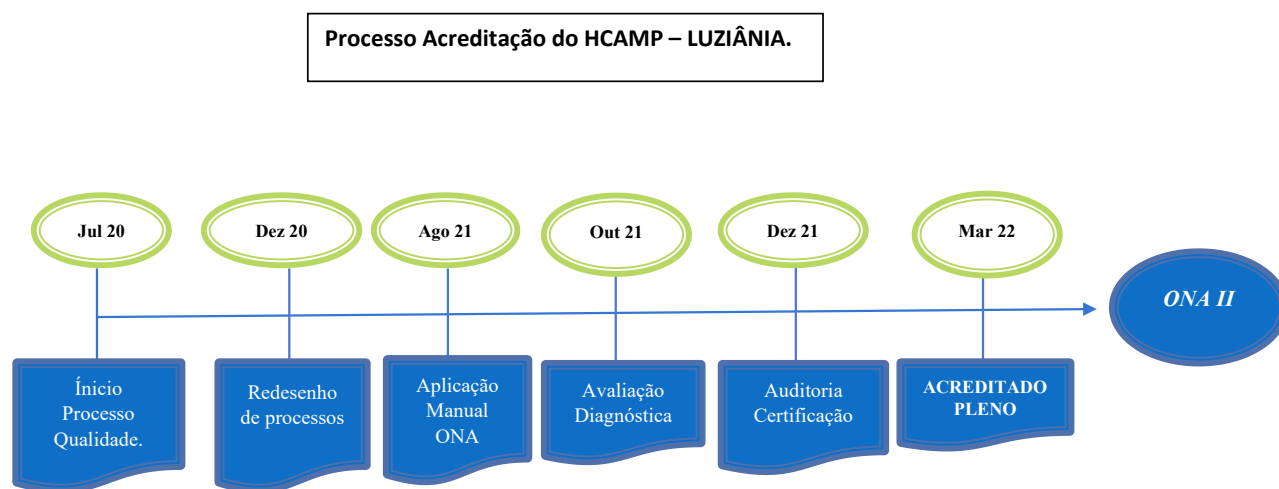 Processo Acreditação do HCAMP – LUZIÂNIA.
Jul 20
Dez 20
Ago 21
Out 21
Dez 21
Mar 22
ONA II
Ínicio
Processo
Qualidade.
Redesenho
de processos
Aplicação
Manual
ONA
Avaliação
Diagnóstica
Auditoria
Certificação
ACREDITADO
PLENO